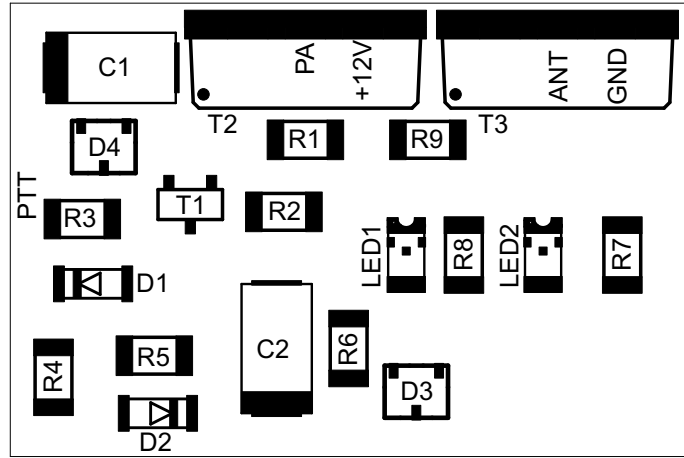 C1
PA
+12V
ANT
GND
T2
T3
D4
R1
R9
PTT
R3
T1
R2
LED1
R8
LED2
R7
D1
R4
R5
C2
R6
D3
D2